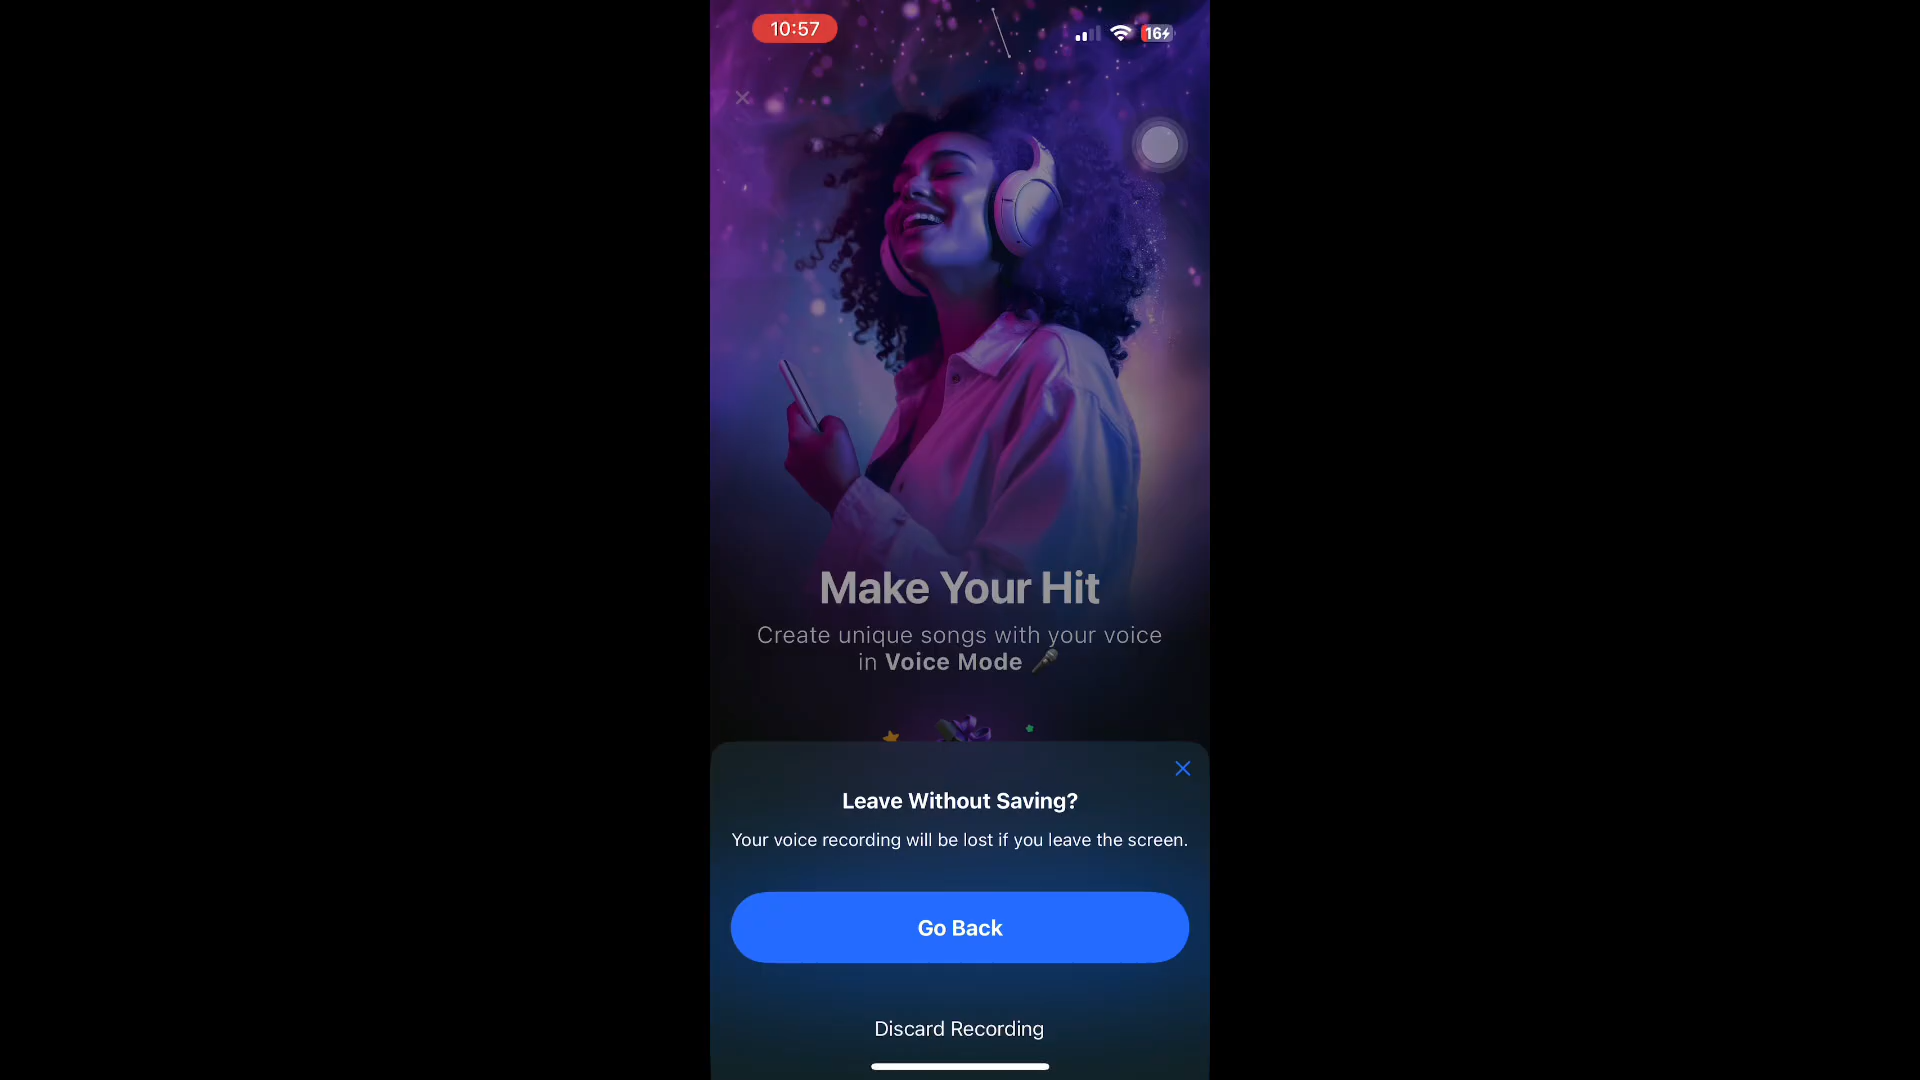 10:57
16
Make Your Hit
Create unique songs with your voice
in Voice Mode 🎤
Leave Without Saving?
Your voice recording will be lost if you leave the screen.
Go Back
Discard Recording